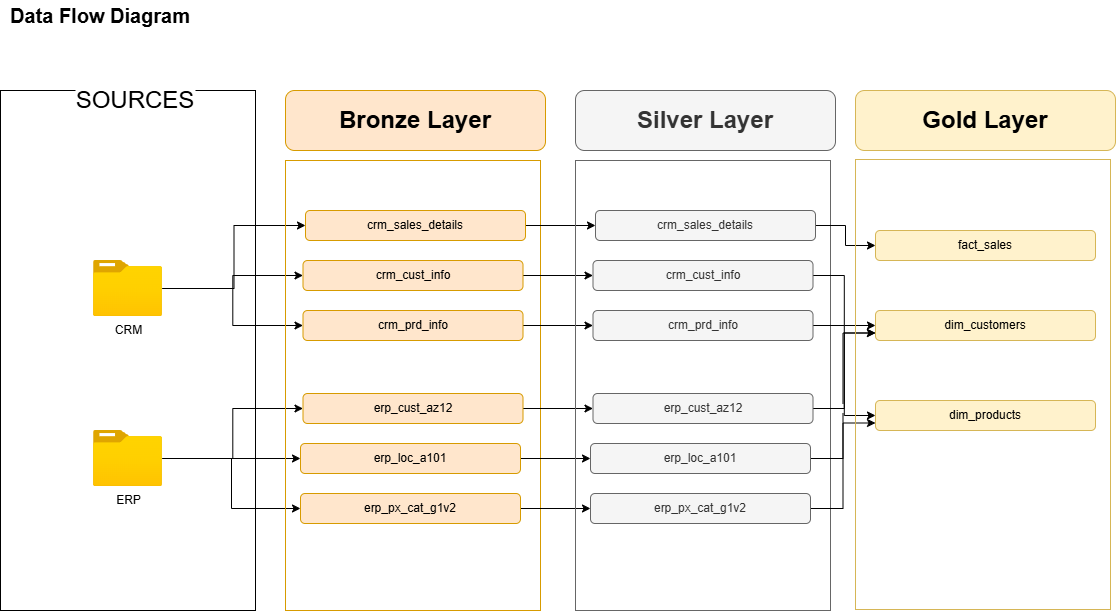 Data Flow Diagram
SOURCES
Bronze Layer
Silver Layer
Gold Layer
crm_sales_details
crm_sales_details
fact_sales
crm_cust_info
crm_cust_info
crm_prd_info
crm_prd_info
dim_customers
CRM
erp_cust_az12
erp_cust_az12
dim_products
erp_loc_a101
erp_loc_a101
ERP
erp_px_cat_g1v2
erp_px_cat_g1v2